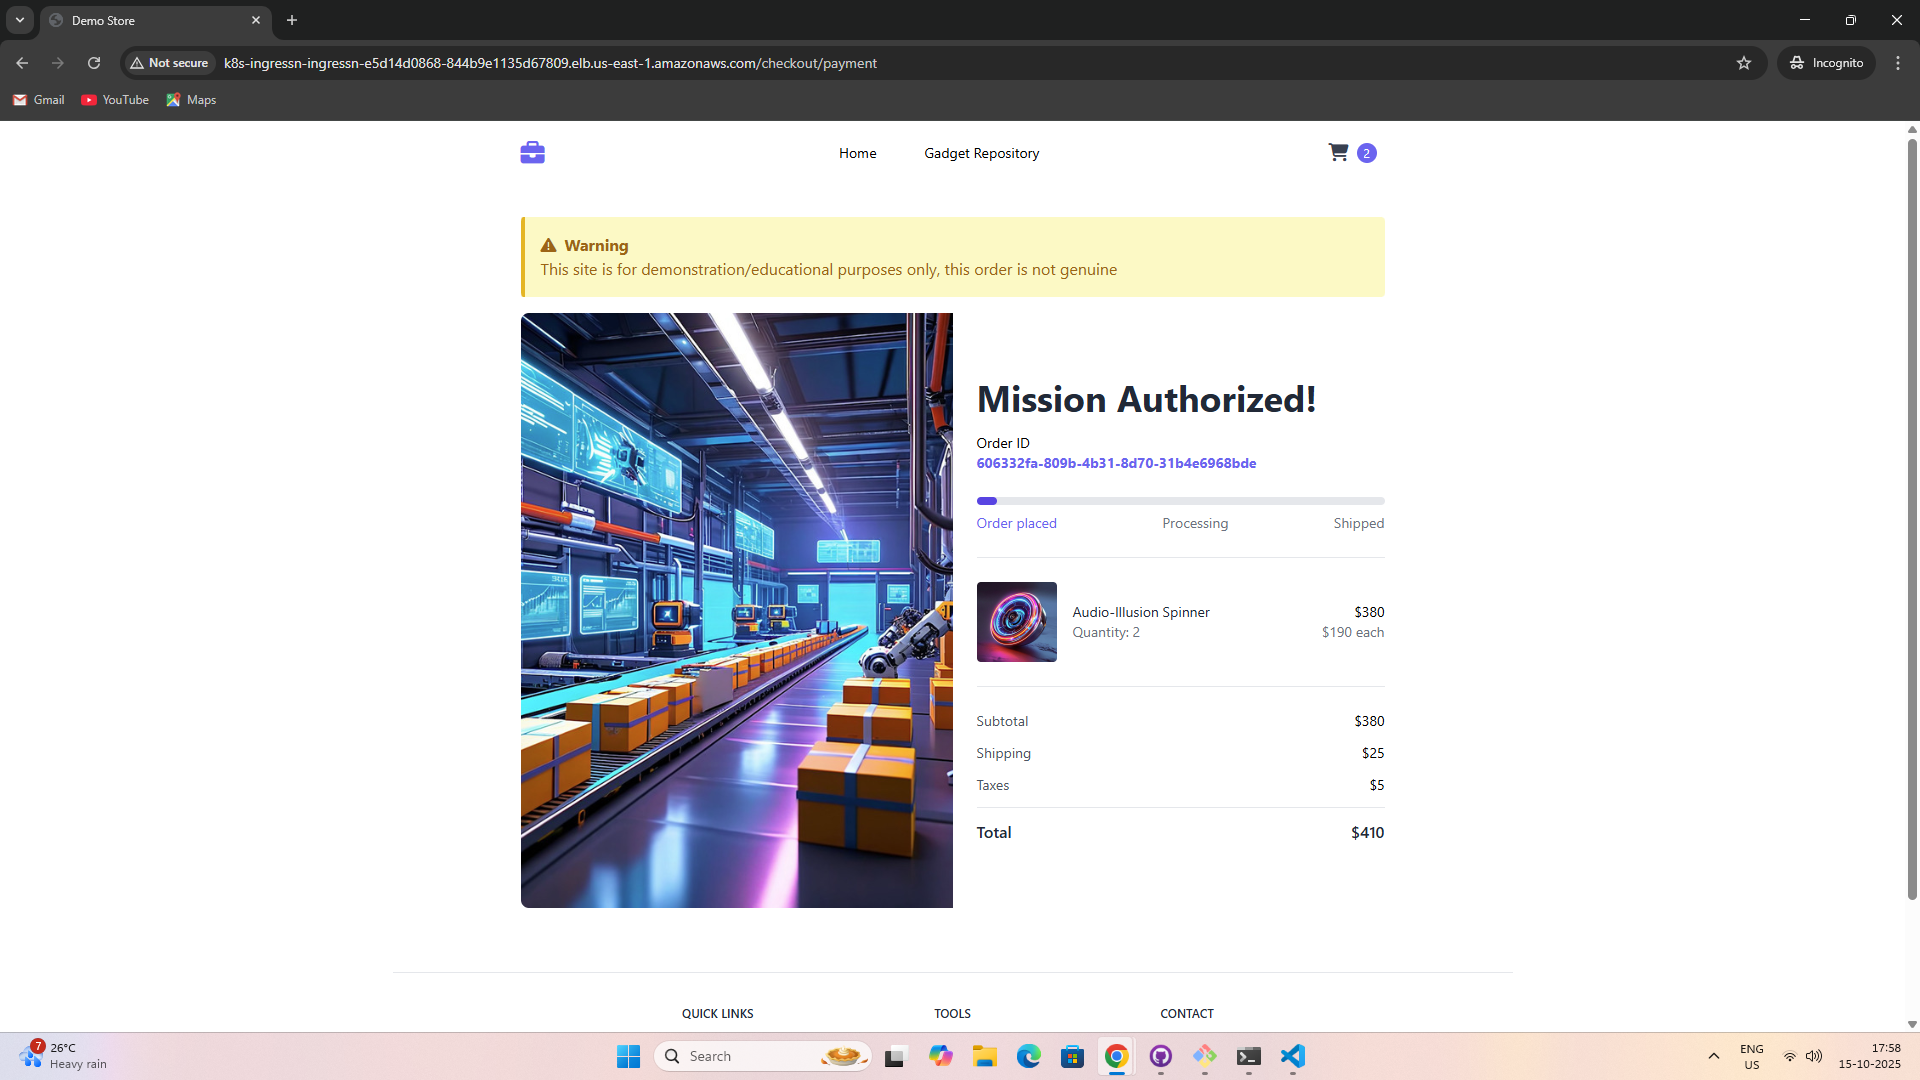 Demo Store
Not secure
k8s-ingressn-ingressn-e5d14d0868-844b9e1135d67809.elb.us-east-1.amazonaws.com/checkout/payment
Incognito
Gmail
YouTube
Maps
Home
Gadget Repository
2
Warning
This site is for demonstration/educational purposes only, this order is not genuine
Mission Authorized!
Order ID
606332fa-809b-4b31-8d70-31b4e6968bde
Order placed
Processing
Shipped
Audio-Illusion Spinner
$380
Quantity: 2
$190 each
Subtotal
$380
Shipping
$25
Taxes
$5
Total
$410
QUICK LINKS
TOOLS
CONTACT
7
26°C
Heavy rain
Search
ENG
US
17:58
15-10-2025